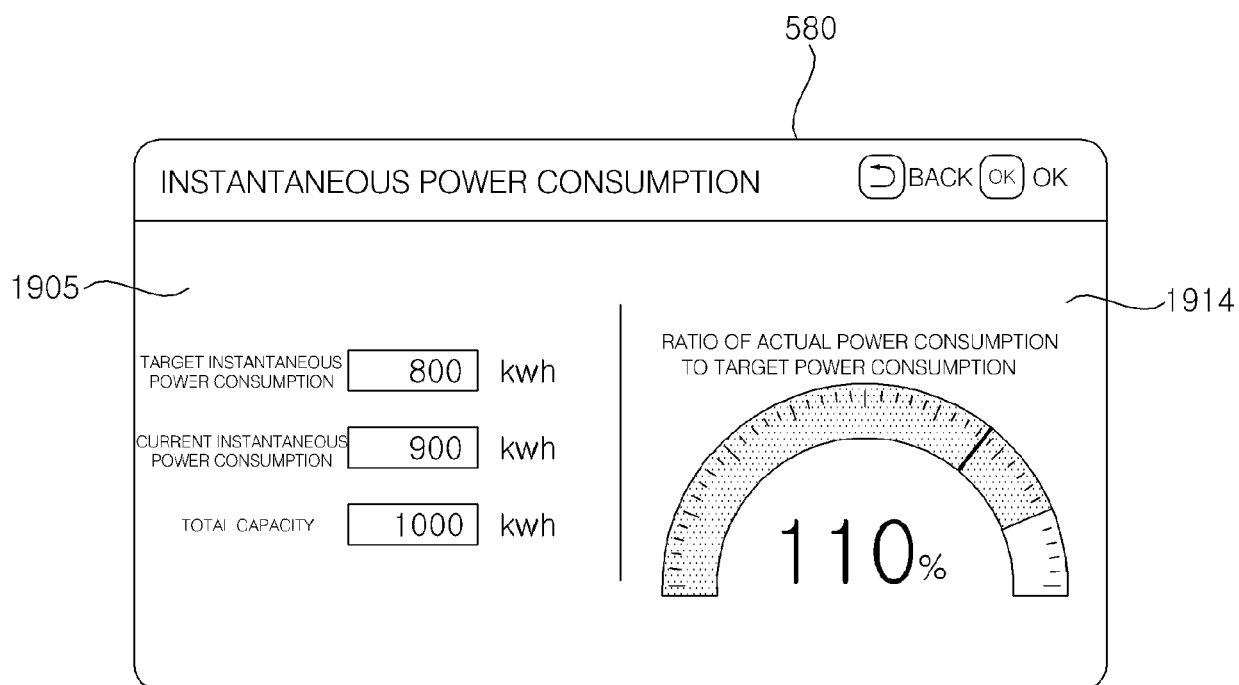 580
INSTANTANEOUS POWER CONSUMPTION BACK OK OK
1905
1914
TARGET INSTANTANEOUS
POWER CONSUMPTION
800 kwh
CURRENT INSTANTANEOUS
POWER CONSUMPTION
900 kwh
TOTAL CAPACITY 1000 kwh
RATIO OF ACTUAL POWER CONSUMPTION
TO TARGET POWER CONSUMPTION
110%